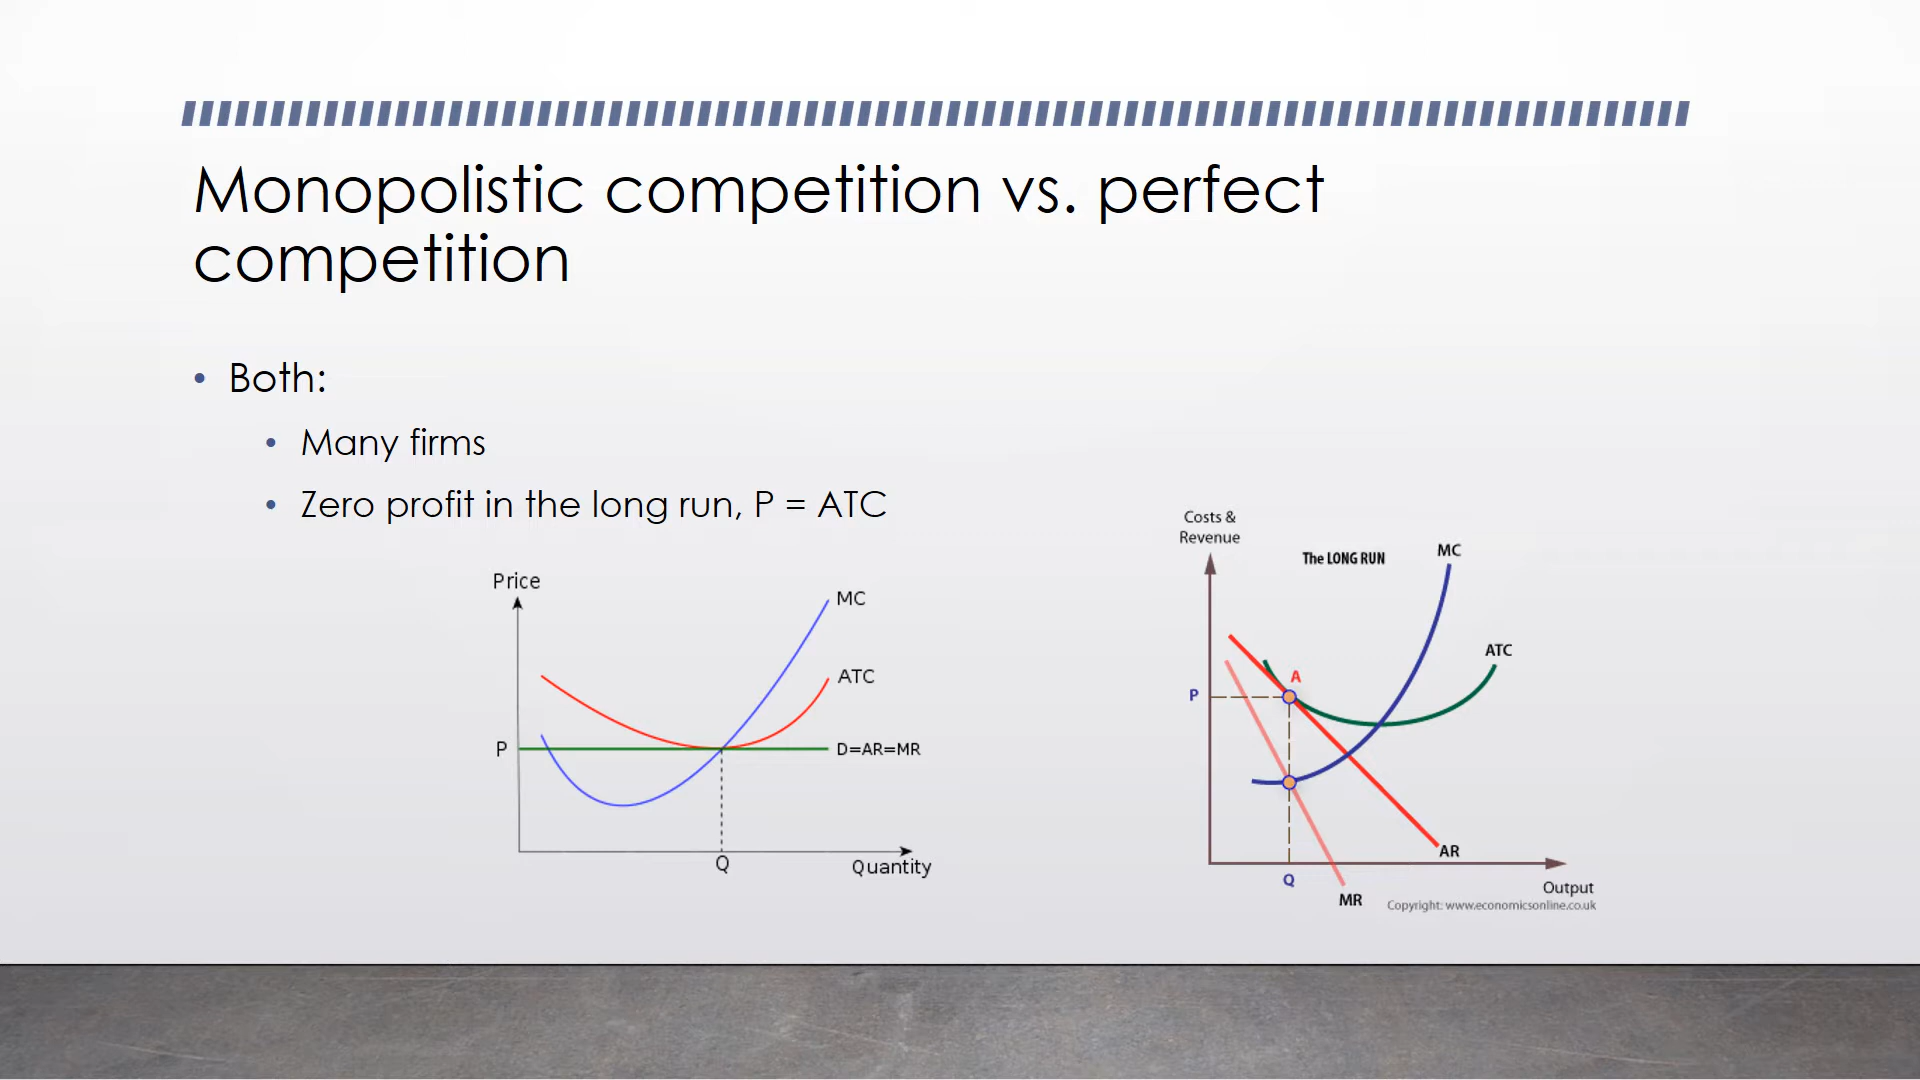 Monopolistic competition vs. perfect
competition
• Both:
• Many firms
• Zero profit in the long run, P = ATC
Price
MC
ATC
P
D=AR=MR
Q
Quantity
Costs &
Revenue
The LONG RUN
MC
ATC
A
P
AR
Q
Output
MR
Copyright: www.economicsonline.co.uk